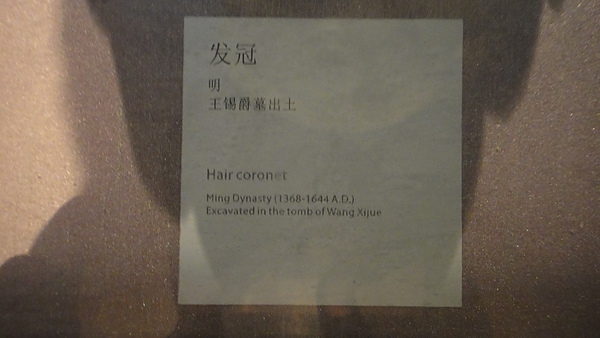 发冠
明
王锡爵墓出土
Hair coronet
Ming Dynasty (1368-1644 A.D.)
Excavated in the tomb of Wang Xijue